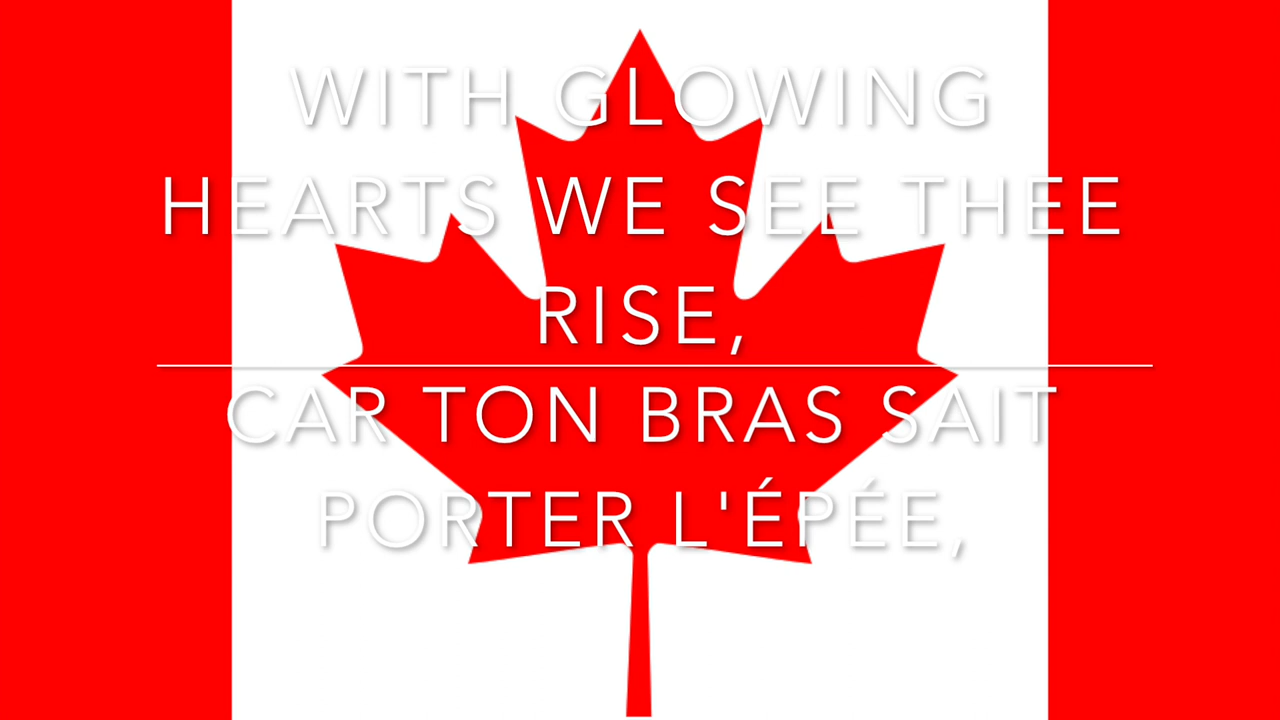 WITH GLOWING
HEARTS WE SEE THEE
RISE,
CAR TON BRAS SAIT
PORTER L'ÉPÉE,